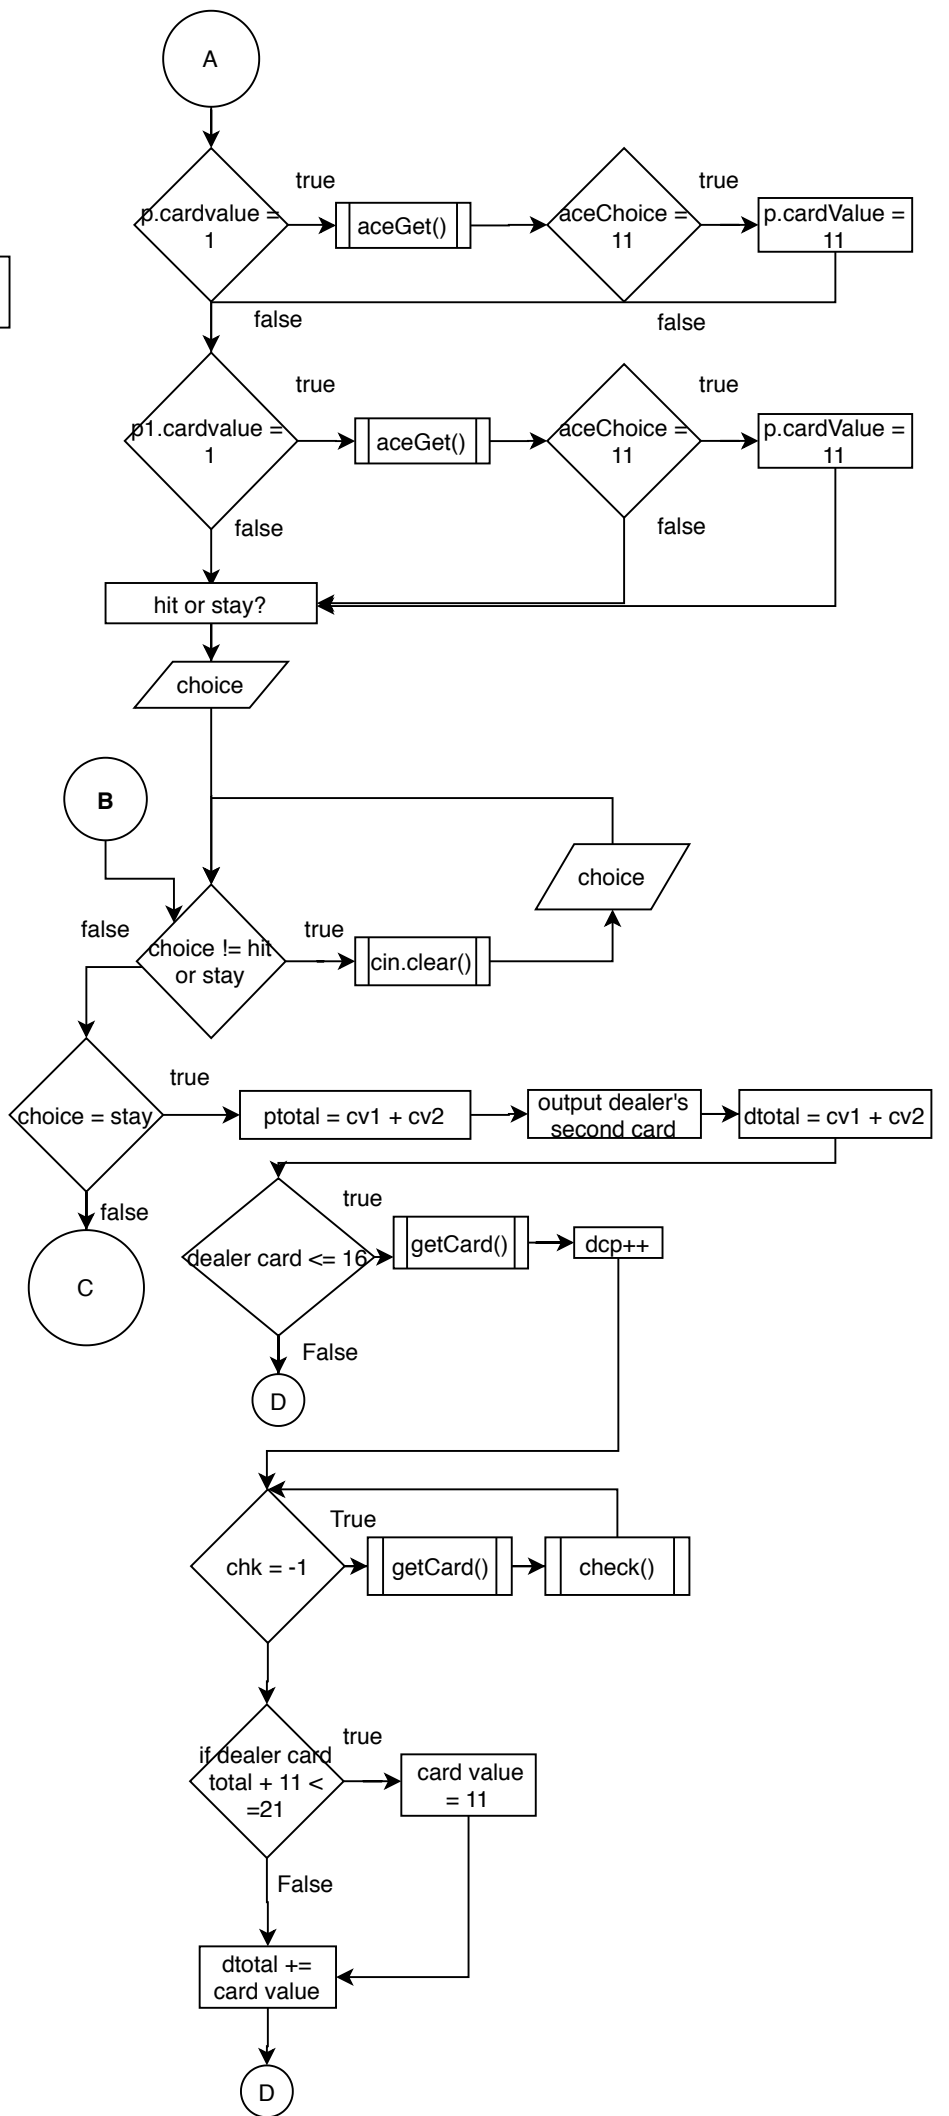 A
true
true
p.cardvalue =
1
aceGet()
aceChoice =
11
p.cardValue =
11
false
false
true
true
p1.cardvalue =
1
aceGet()
aceChoice =
11
p.cardValue =
11
false
false
hit or stay?
choice
B
choice
false
true
choice != hit
or stay
cin.clear()
true
choice = stay
ptotal = cv1 + cv2
output dealer's
second card
dtotal = cv1 + cv2
false
true
dealer card <= 16
getCard()
dcp++
C
False
D
True
chk = -1
getCard()
check()
true
if dealer card
total + 11 <
=21
card value
= 11
False
dtotal +=
card value
D